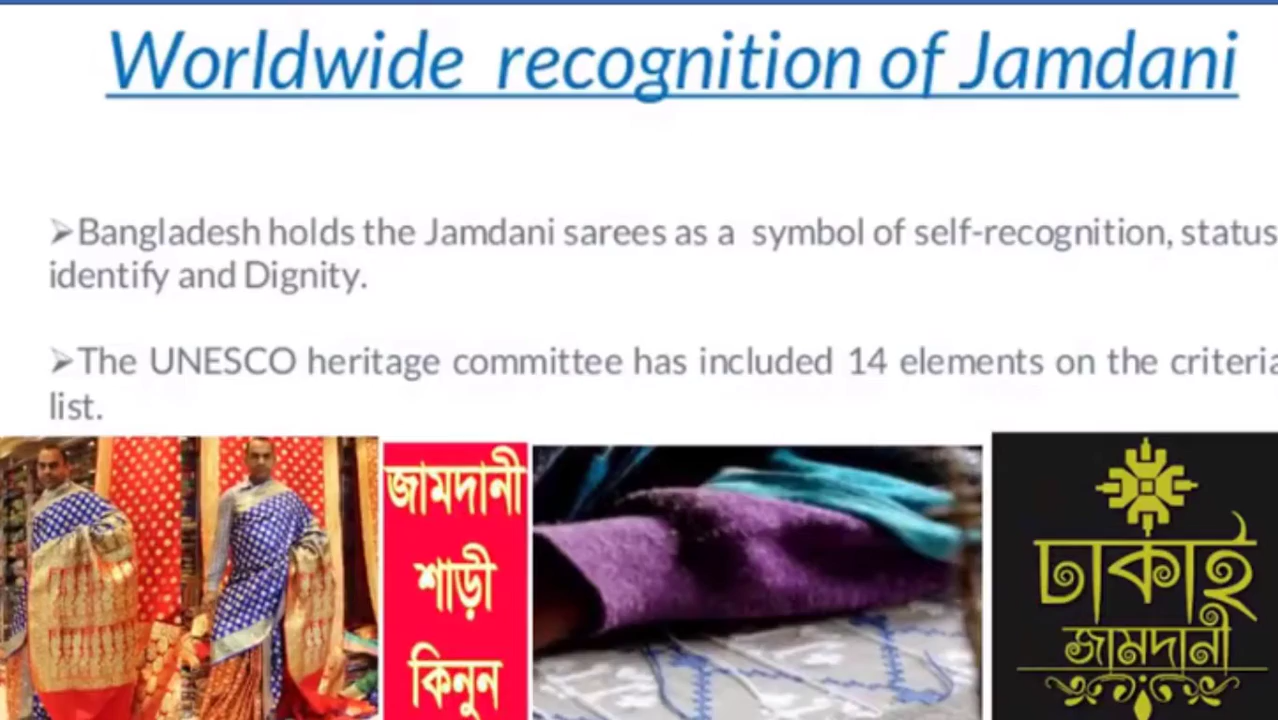 Worldwide recognition of Jamdani
➢Bangladesh holds the Jamdani sarees as a symbol of self-recognition, status
identify and Dignity.
➢The UNESCO heritage committee has included 14 elements on the criteria
list.
জামদানী
শাড়ী
কিনুন
ঢাকাই
জামদানী